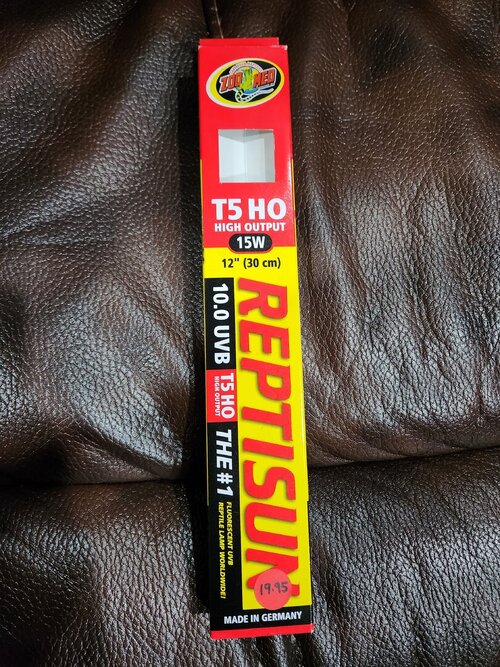 ZOO MED
T5 HO
HIGH OUTPUT
15W
12" (30 cm)
REPTISUN
10.0 UVB
T5 HO
HIGH OUTPUT
THE #1
FLUORESCENT UVB
REPTILE LAMP WORLDWIDE!
19.95
MADE IN GERMANY